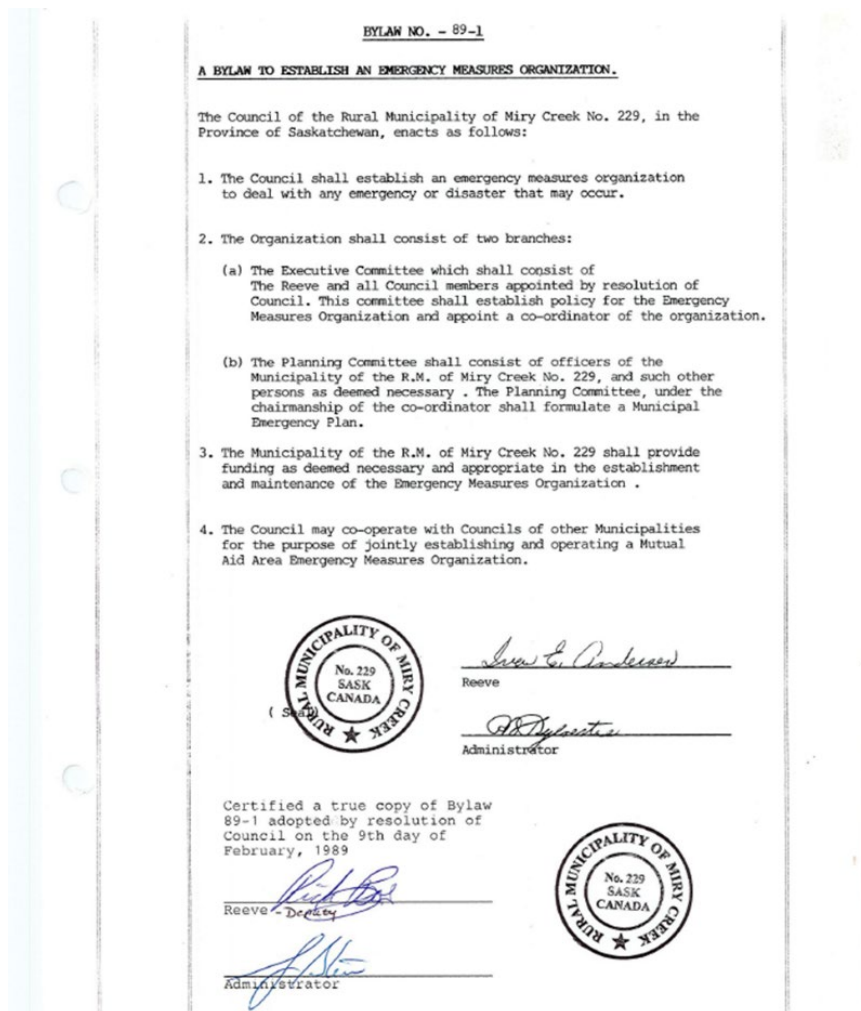 BYLAW NO. - 89-1
A BYLAW TO ESTABLISH AN EMERGENCY MEASURES ORGANIZATION.
The Council of the Rural Municipality of Miry Creek No. 229, in the
Province of Saskatchewan, enacts as follows:
1. The Council shall establish an emergency measures organization
to deal with any emergency or disaster that may occur.
2. The Organization shall consist of two branches:
(a) The Executive Committee which shall consist of
The Reeve and all Council members appointed by resolution of
Council. This committee shall establish policy for the Emergency
Measures Organization and appoint a co-ordinator of the organization.
(b) The Planning Committee shall consist of officers of the
Municipality of the R.M. of Miry Creek No. 229, and such other
persons as deemed necessary . The Planning Committee, under the
chairmanship of the co-ordinator shall formulate a Municipal
Emergency Plan.
3. The Municipality of the R.M. of Miry Creek No. 229 shall provide
funding as deemed necessary and appropriate in the establishment
and maintenance of the Emergency Measures Organization .
4. The Council may co-operate with Councils of other Municipalities
for the purpose of jointly establishing and operating a Mutual
Aid Area Emergency Measures Organization.
RURAL MUNICIPALITY OF MIRY CREEK
No. 229
SASK
CANADA
( Seal)
E. Andersen
Reeve
Administrator
Certified a true copy of Bylaw
89-1 adopted by resolution of
Council on the 9th day of
February, 1989
Reeve - Deputy
Administrator
RURAL MUNICIPALITY OF MIRY CREEK
No. 229
SASK
CANADA